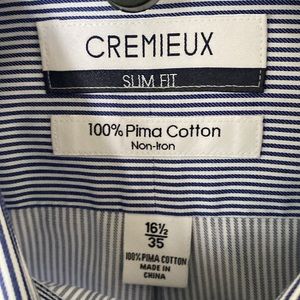 CREMIEUX
SLIM FIT
100% Pima Cotton
Non-Iron
16½
35
100% PIMA COTTON
MADE IN
CHINA